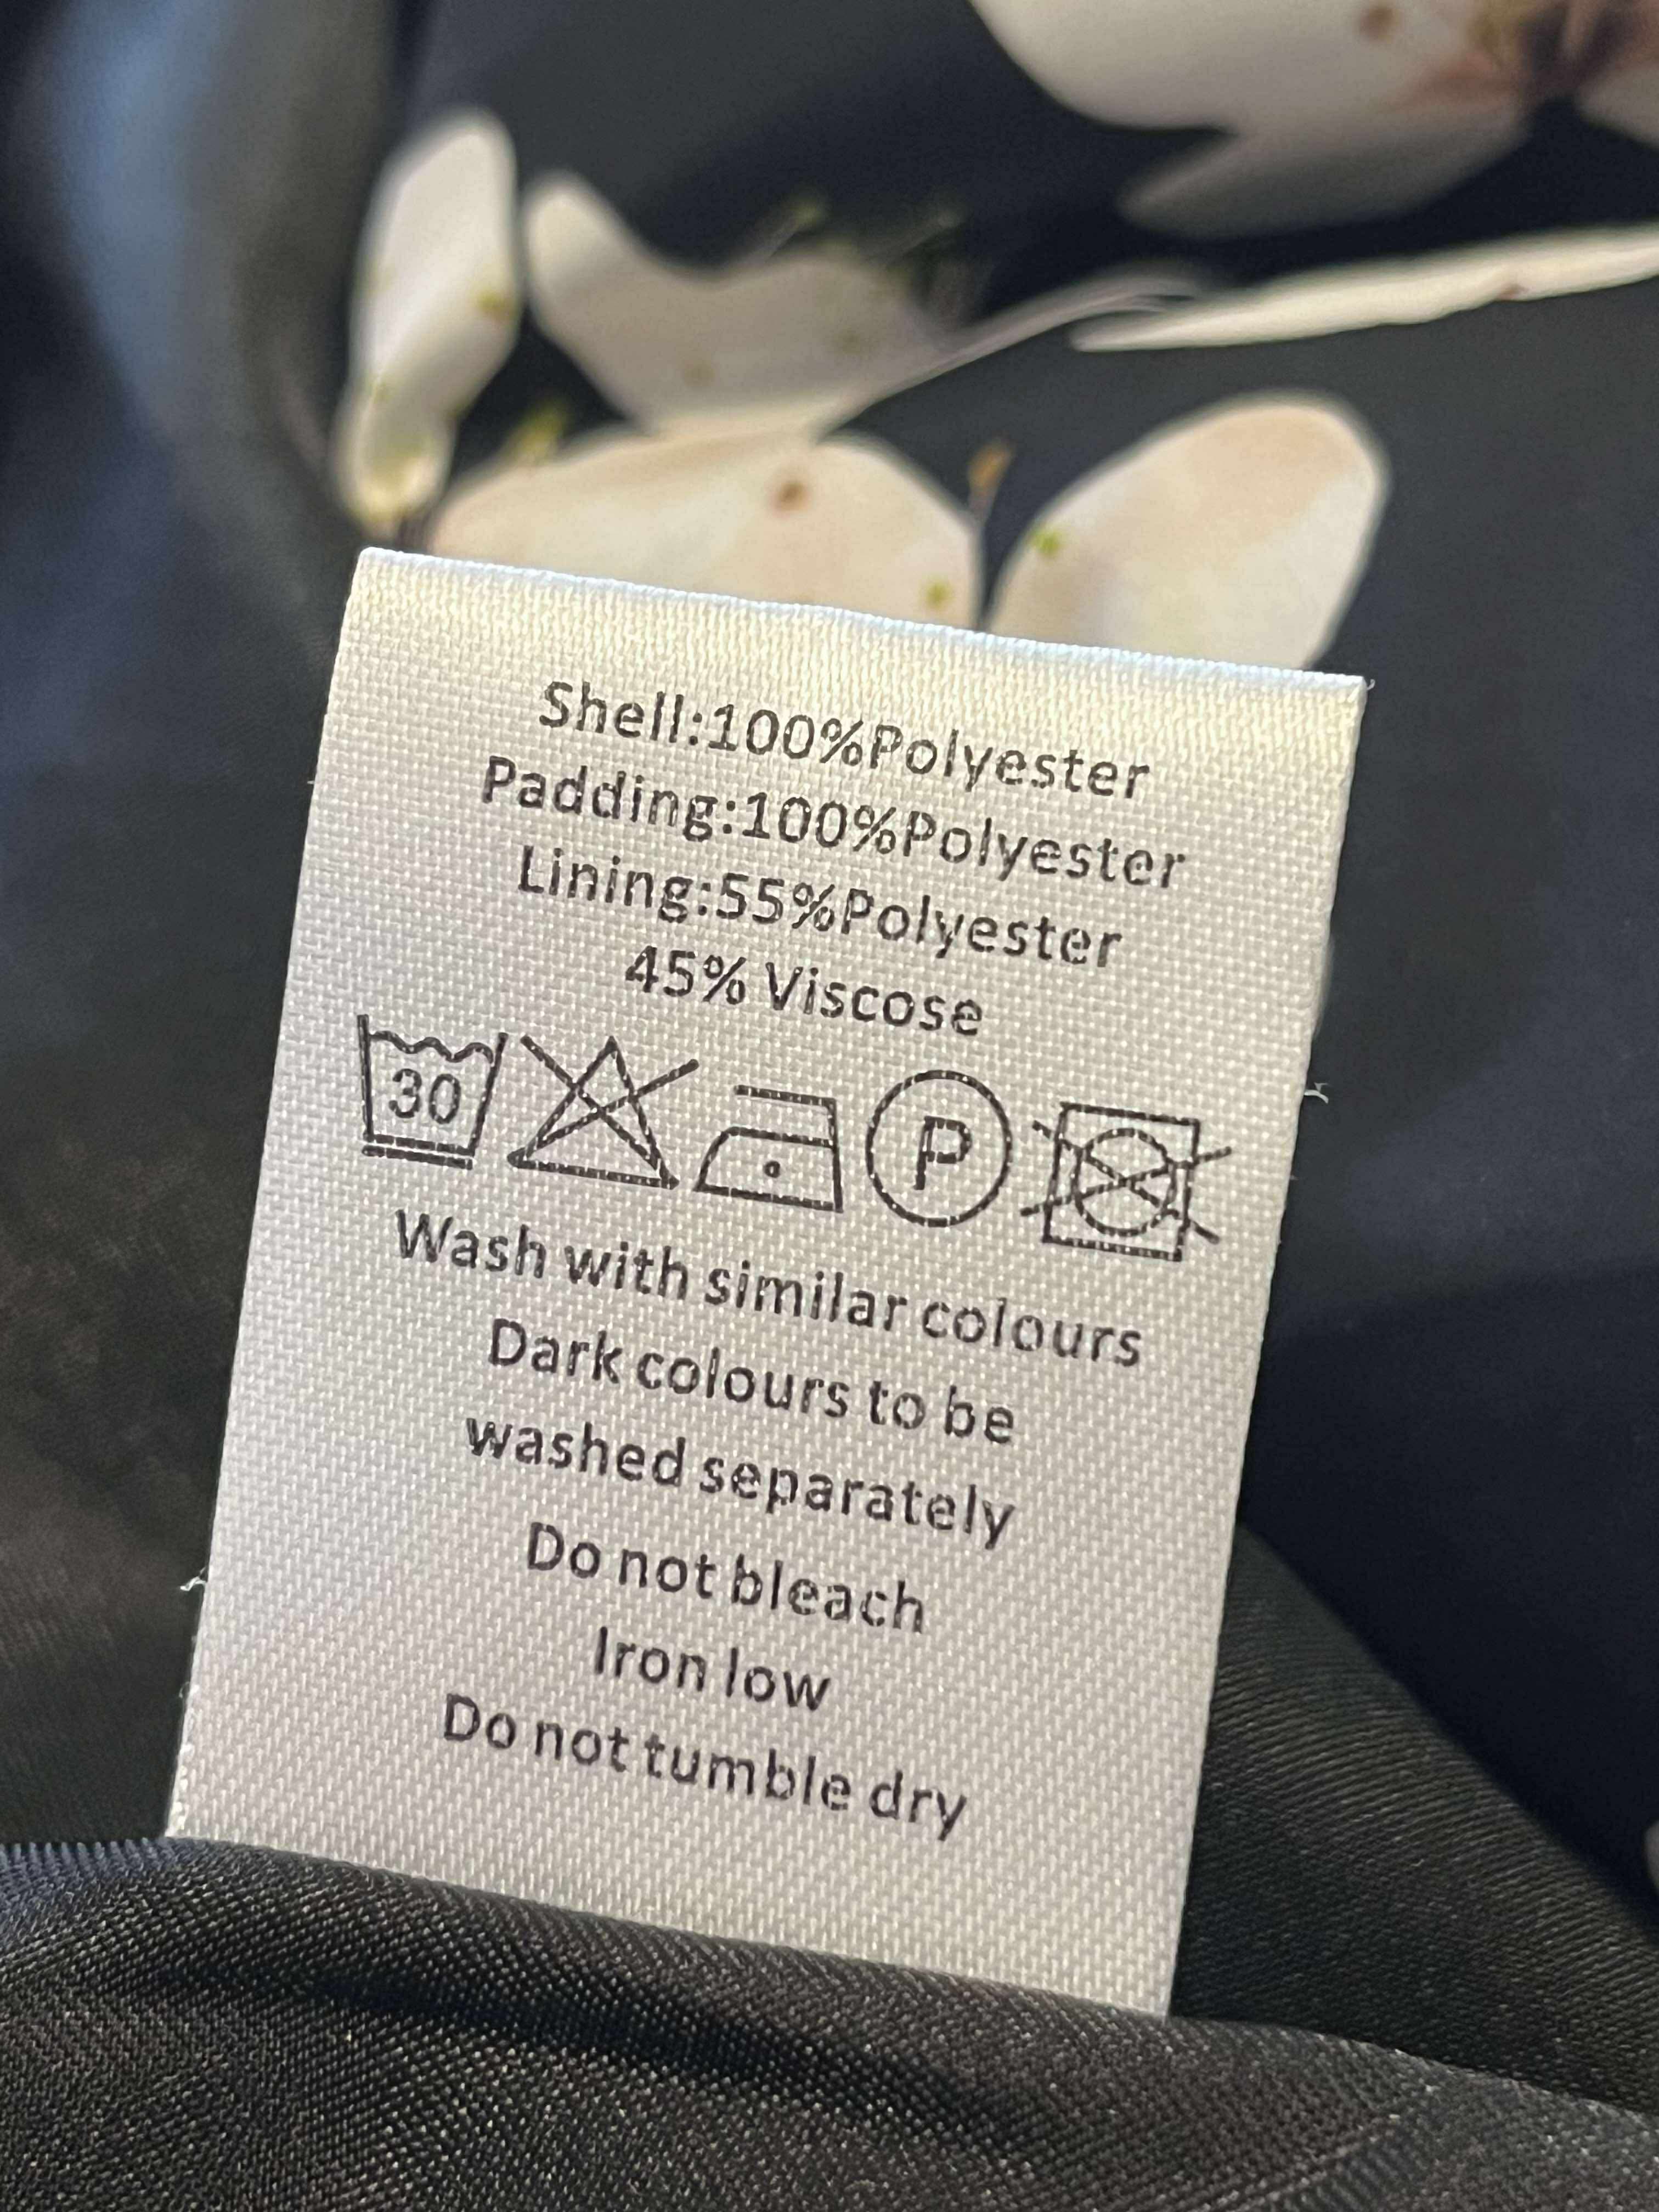 Shell:100%Polyester
Padding:100%Polyester
Lining:55%Polyester
45% Viscose
30 P
Wash with similar colours
Dark colours to be
washed separately
Do not bleach
Iron low
Do not tumble dry